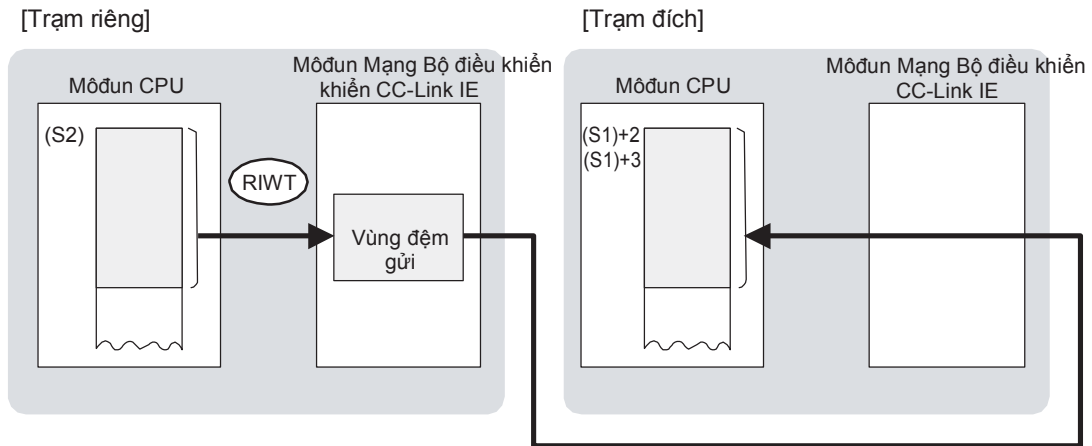 [Trạm riêng]
Môđun CPU
Môđun Mạng Bộ điều khiển
khiển CC-Link IE
(S2)
RIWT
Vùng đệm
gửi
[Trạm đích]
Môđun CPU
Môđun Mạng Bộ điều khiển
CC-Link IE
(S1)+2
(S1)+3